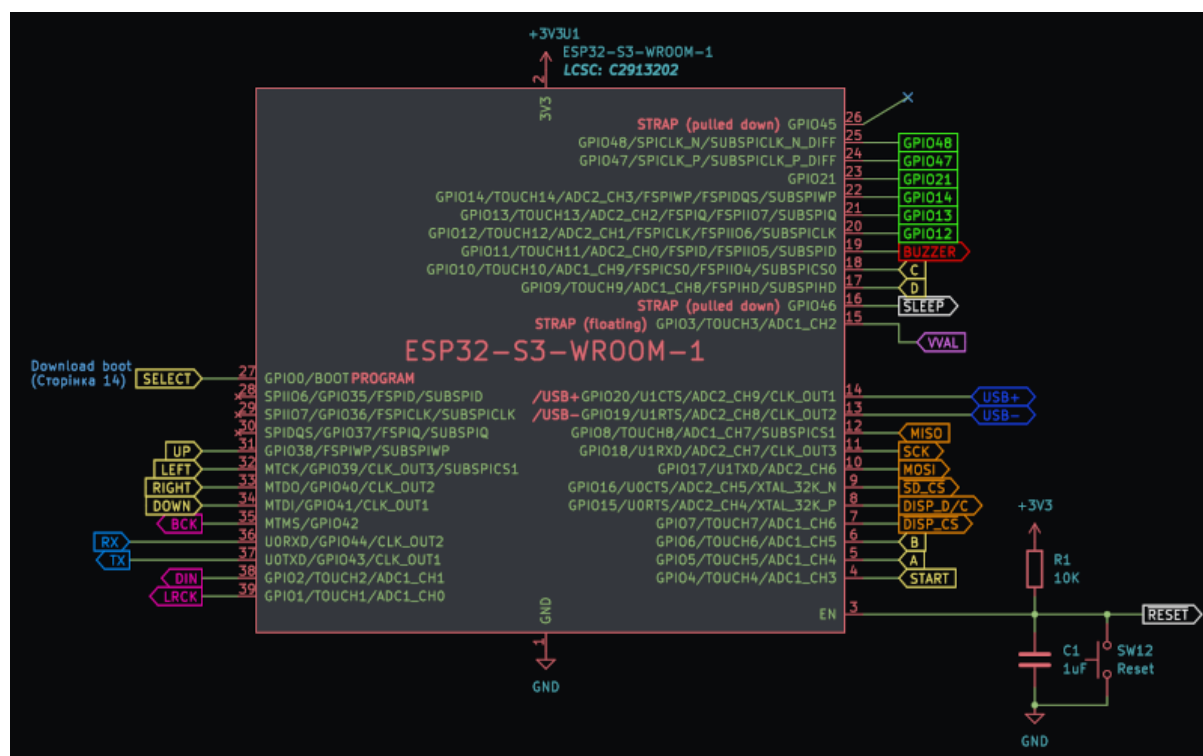 +3V3U1
ESP32-S3-WROOM-1
LCSC: C2913202
2
3V3
STRAP (pulled down) GPIO45 26
GPIO48/SPICLK_N/SUBSPICLK_N_DIFF 25 GPIO48
GPIO47/SPICLK_P/SUBSPICLK_P_DIFF 24 GPIO47
GPIO21 23 GPIO21
GPIO14/TOUCH14/ADC2_CH3/FSPIWP/FSPIDQS/SUBSPIWP 22 GPIO14
GPIO13/TOUCH13/ADC2_CH2/FSPIQ/FSPIIO7/SUBSPIQ 21 GPIO13
GPIO12/TOUCH12/ADC2_CH1/FSPICLK/FSPIIO6/SUBSPICLK 20 GPIO12
GPIO11/TOUCH11/ADC2_CH0/FSPID/FSPIIO5/SUBSPID 19 BUZZER
GPIO10/TOUCH10/ADC1_CH9/FSPICS0/FSPIIO4/SUBSPICS0 18 C
GPIO9/TOUCH9/ADC1_CH8/FSPIHD/SUBSPIHD 17 D
STRAP (pulled down) GPIO46 16 SLEEP
STRAP (floating) GPIO3/TOUCH3/ADC1_CH2 15
VVAL
ESP32-S3-WROOM-1
Download boot
(Сторінка 14)
SELECT 27 GPIO0/BOOT PROGRAM
28 SPIIO6/GPIO35/FSPID/SUBSPID
29 SPIIO7/GPIO36/FSPICLK/SUBSPICLK
30 SPIDQS/GPIO37/FSPIQ/SUBSPIQ
UP 31 GPIO38/FSPIWP/SUBSPIWP
LEFT 32 MTCK/GPIO39/CLK_OUT3/SUBSPICS1
RIGHT 33 MTDO/GPIO40/CLK_OUT2
DOWN 34 MTDI/GPIO41/CLK_OUT1
BCK 35 MTMS/GPIO42
RX 36 U0RXD/GPIO44/CLK_OUT2
TX 37 U0TXD/GPIO43/CLK_OUT1
DIN 38 GPIO2/TOUCH2/ADC1_CH1
LRCK 39 GPIO1/TOUCH1/ADC1_CH0
/USB+ GPIO20/U1CTS/ADC2_CH9/CLK_OUT1 14 USB+
/USB- GPIO19/U1RTS/ADC2_CH8/CLK_OUT2 13 USB-
GPIO8/TOUCH8/ADC1_CH7/SUBSPICS1 12 MISO
GPIO18/U1RXD/ADC2_CH7/CLK_OUT3 11 SCK
GPIO17/U1TXD/ADC2_CH6 10 MOSI
GPIO16/U0CTS/ADC2_CH5/XTAL_32K_N 9 SD_CS
GPIO15/U0RTS/ADC2_CH4/XTAL_32K_P 8 DISP_D/C
GPIO7/TOUCH7/ADC1_CH6 7 DISP_CS
GPIO6/TOUCH6/ADC1_CH5 6 B
GPIO5/TOUCH5/ADC1_CH4 5 A
GPIO4/TOUCH4/ADC1_CH3 4 START
EN 3
GND
1
GND
+3V3
R1
10K
RESET
C1
1uF
SW12
Reset
GND